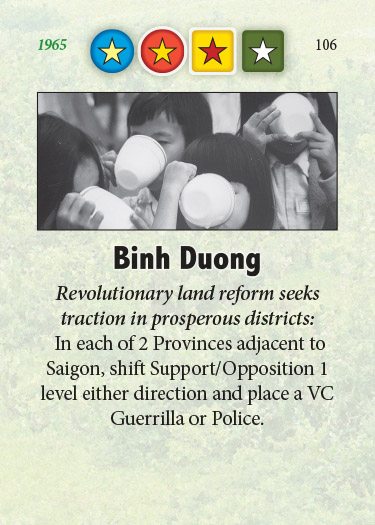 1965
106
Binh Duong
Revolutionary land reform seeks
traction in prosperous districts:
In each of 2 Provinces adjacent to
Saigon, shift Support/Opposition 1
level either direction and place a VC
Guerrilla or Police.